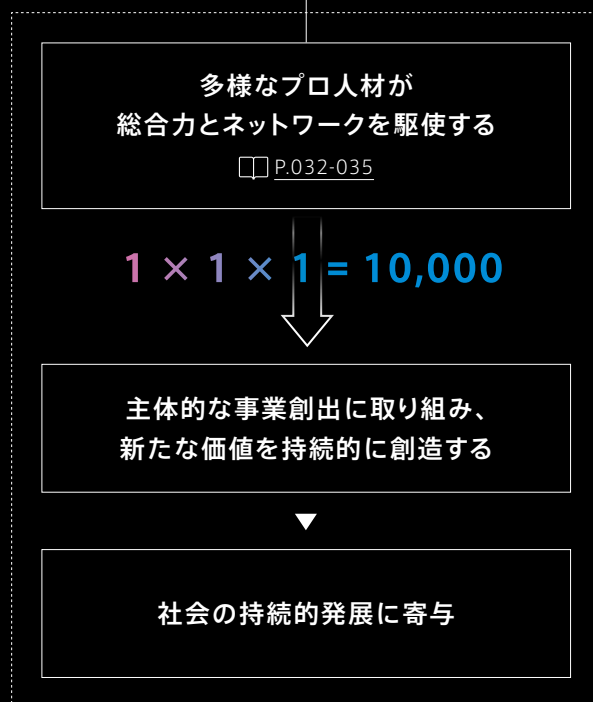 多様なプロ人材が
総合力とネットワークを駆使する
P.032-035
1 × 1 × 1 = 10,000
主体的な事業創出に取り組み、
新たな価値を持続的に創造する
社会の持続的発展に寄与